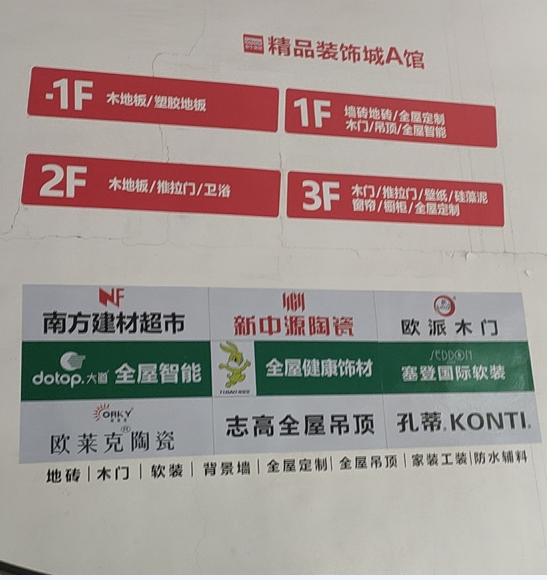 精品装饰城A馆
-1F 木地板/塑胶地板
1F 墙砖地砖/全屋定制
木门/吊顶/全屋智能
2F 木地板/推拉门/卫浴
3F 木门/推拉门/壁纸/硅藻泥
窗帘/橱柜/全屋定制
NF
南方建材超市
新中源陶瓷
欧派木门
dotop.大道 全屋智能
全屋健康饰材
SEDDON
塞登国际软装
ORKY
欧莱克®陶瓷
志高全屋吊顶
孔蒂.KONTI.
地砖|木门|软装|背景墙|全屋定制|全屋吊顶|家装工装|防水辅料